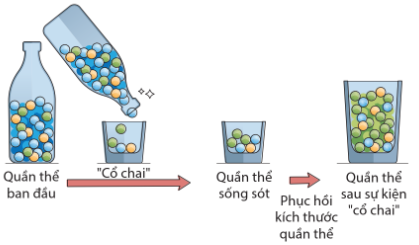 Quần thể
ban đầu
"Cổ chai"
Quần thể
sống sót
Phục hồi
kích thước
quần thể
Quần thể
sau sự kiện
"cổ chai"